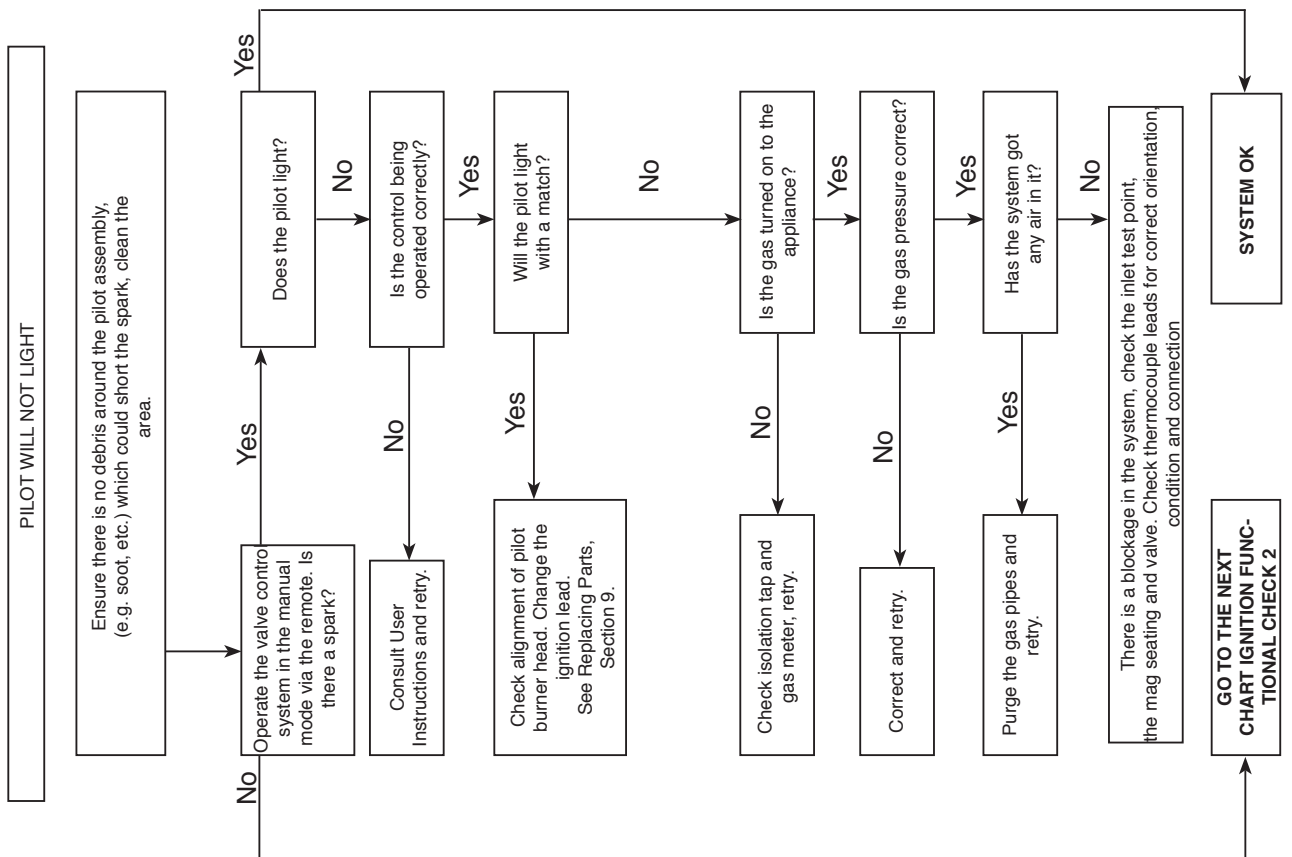 PILOT WILL NOT LIGHT
Ensure there is no debris around the pilot assembly,
(e.g. soot, etc.) which could short the spark, clean the
area.
Operate the valve control
system in the manual
mode via the remote. Is
there a spark?
Yes
No
Does the pilot light?
Yes
No
Is the control being
operated correctly?
No
Consult User
Instructions and retry.
Yes
Will the pilot light
with a match?
Yes
Check alignment of pilot
burner head. Change the
ignition lead.
See Replacing Parts,
Section 9.
No
Is the gas turned on to the
appliance?
No
Check isolation tap and
gas meter, retry.
Yes
Is the gas pressure correct?
No
Correct and retry.
Yes
Has the system got
any air in it?
Yes
Purge the gas pipes and
retry.
No
There is a blockage in the system, check the inlet test point,
the mag seating and valve. Check thermocouple leads for correct orientation,
condition and connection
GO TO THE NEXT
CHART IGNITION FUNC-
TIONAL CHECK 2
SYSTEM OK